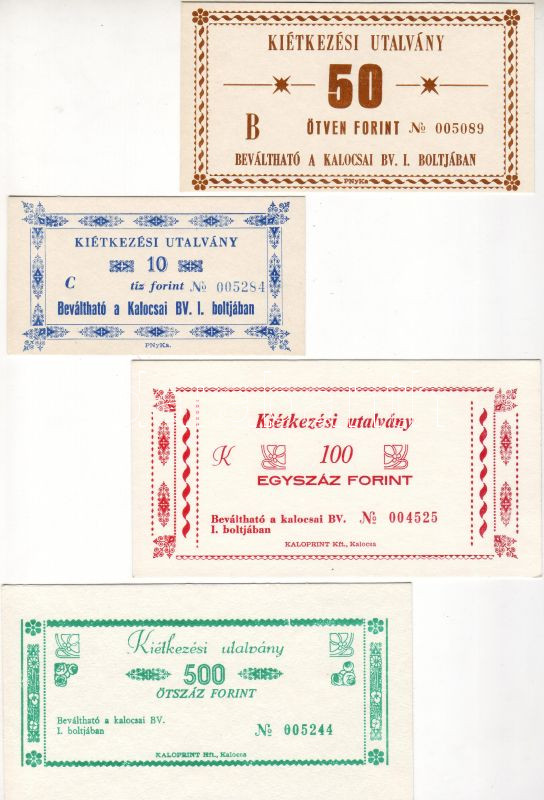 KIÉTKEZÉSI UTALVÁNY
50
B ÖTVEN FORINT № 005089
BEVÁLTHATÓ A KALOCSAI BV. I. BOLTJÁBAN
PNyKa
KIÉTKEZÉSI UTALVÁNY
10
C tíz forint № 005284
Beváltható a Kalocsai BV. I. boltjában
PNyKa.
Kiétkezési utalvány
K 100
EGYSZÁZ FORINT
Beváltható a kalocsai BV. № 004525
I. boltjában
KALOPRINT Kft., Kalocsa
Kiétkezési utalvány
500
ÖTSZÁZ FORINT
Beváltható a kalocsai BV.
I. boltjában № 005244
KALOPRINT Kft., Kalocsa